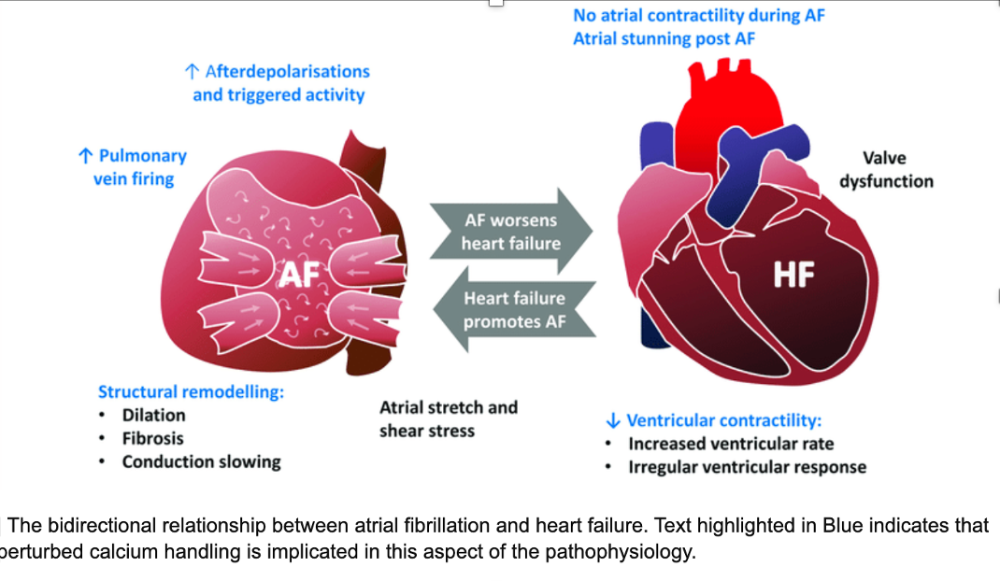 No atrial contractility during AF
Atrial stunning post AF
↑ Afterdepolarisations
and triggered activity
↑ Pulmonary
vein firing
Valve
dysfunction
AF worsens
heart failure
AF
HF
Heart failure
promotes AF
Structural remodelling:
• Dilation
• Fibrosis
• Conduction slowing
Atrial stretch and
shear stress
↓ Ventricular contractility:
• Increased ventricular rate
• Irregular ventricular response
The bidirectional relationship between atrial fibrillation and heart failure. Text highlighted in Blue indicates that
perturbed calcium handling is implicated in this aspect of the pathophysiology.